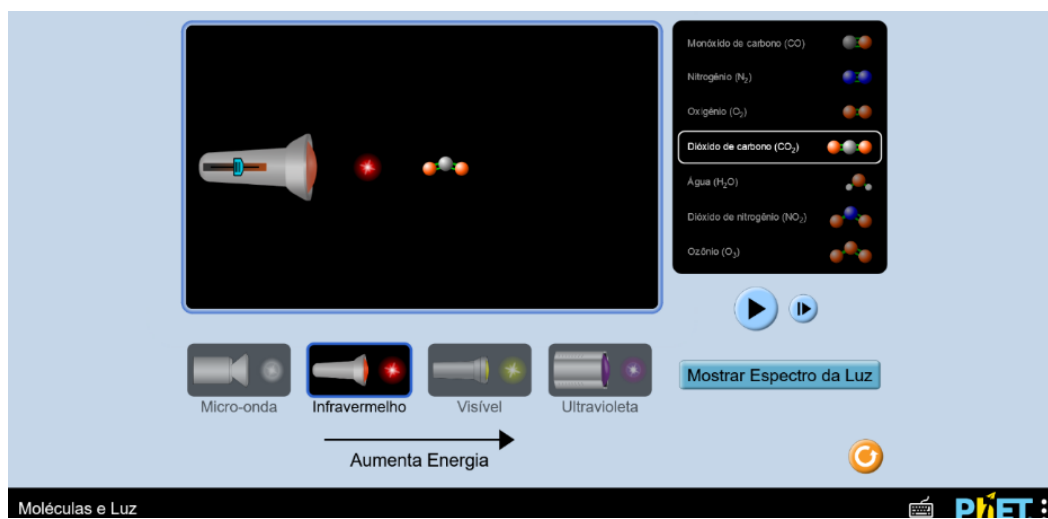 Monóxido de carbono (CO)
Nitrogênio (N₂)
Oxigênio (O₂)
Dióxido de carbono (CO₂)
Água (H₂O)
Dióxido de nitrogênio (NO₂)
Ozônio (O₃)
Mostrar Espectro da Luz
Micro-onda
Infravermelho
Visível
Ultravioleta
Aumenta Energia
Moléculas e Luz
PhET